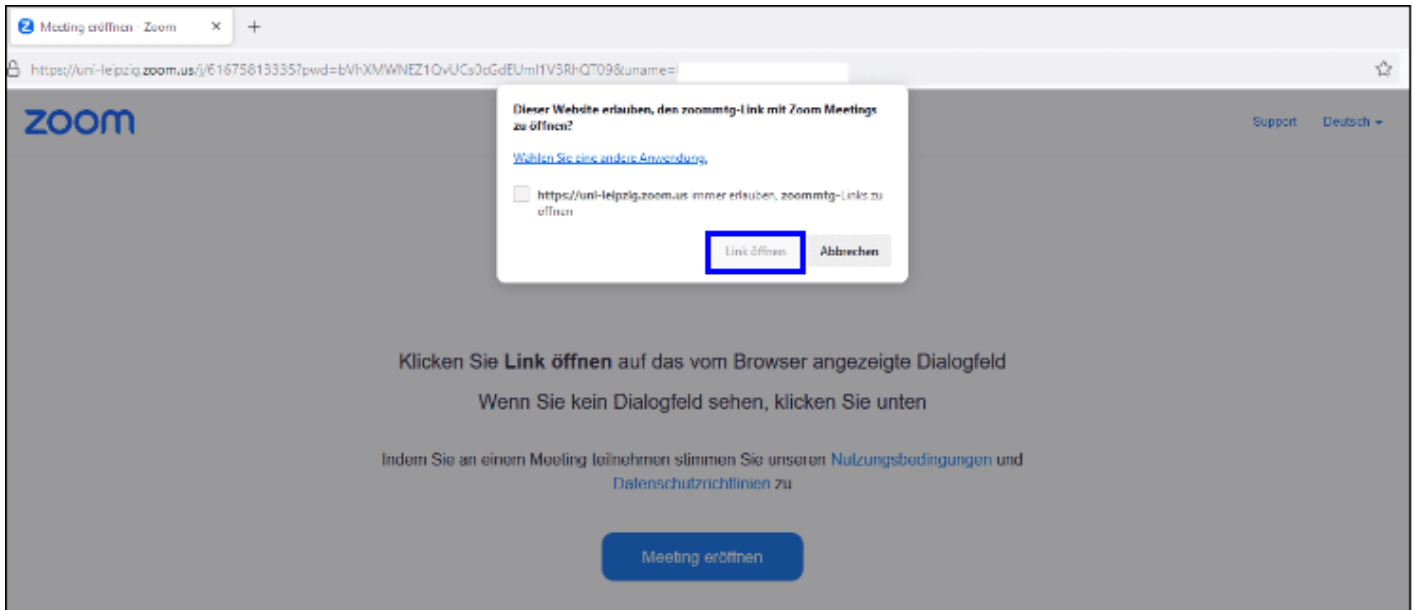 Meeting eröffnen - Zoom
https://uni-leipzig.zoom.us/j/61675813335?pwd=
&uname=
zoom
Support Deutsch
Dieser Website erlauben, den zoommtg-Link mit Zoom Meetings
zu öffnen?
Wählen Sie eine andere Anwendung.
https://uni-leipzig.zoom.us immer erlauben, zoommtg-Links zu
öffnen
Link öffnen Abbrechen
Klicken Sie Link öffnen auf das vom Browser angezeigte Dialogfeld
Wenn Sie kein Dialogfeld sehen, klicken Sie unten
Indem Sie an einem Meeting teilnehmen stimmen Sie unseren Nutzungsbedingungen und
Datenschutzrichtlinien zu
Meeting eröffnen